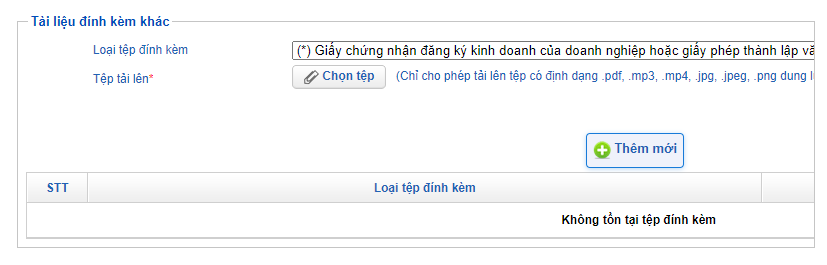 Tài liệu đính kèm khác
Loại tệp đính kèm
(*) Giấy chứng nhận đăng ký kinh doanh của doanh nghiệp hoặc giấy phép thành lập
Tệp tải lên*
Chọn tệp
(Chỉ cho phép tải lên tệp có định dạng .pdf, .mp3, .mp4, .jpg, .jpeg, .png dung
Thêm mới
STT
Loại tệp đính kèm
Không tồn tại tệp đính kèm